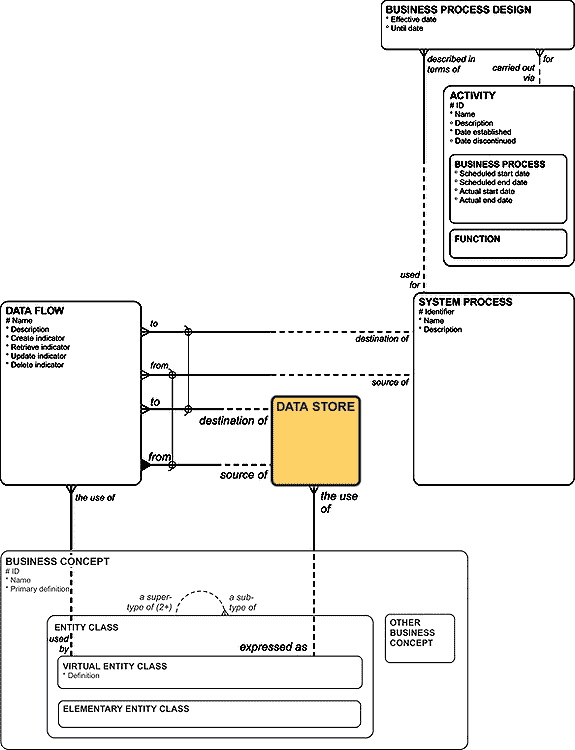 BUSINESS PROCESS DESIGN
* Effective date
° Until date
described in
terms of
for
carried out
via
ACTIVITY
# ID
* Name
° Description
* Date established
° Date discontinued
BUSINESS PROCESS
* Scheduled start date
° Scheduled end date
° Actual start date
° Actual end date
FUNCTION
used
for
DATA FLOW
# Name
* Description
* Create indicator
* Retrieve indicator
* Update indicator
* Delete indicator
to
destination of
from
source of
to
destination of
from
source of
SYSTEM PROCESS
# Identifier
* Name
* Description
DATA STORE
the use of
the use
of
BUSINESS CONCEPT
# ID
* Name
* Primary definition
a super-
type of (2+)
a sub-
type of
ENTITY CLASS
used
by
expressed as
VIRTUAL ENTITY CLASS
* Definition
ELEMENTARY ENTITY CLASS
OTHER
BUSINESS
CONCEPT